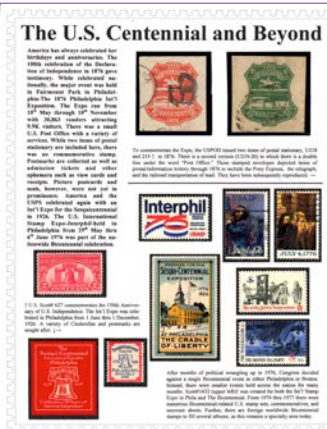 The U.S. Centennial and Beyond
America has always celebrated her
birthdays and anniversaries. The
100th celebration of the Declara-
tion of Independence in 1876 gave
testimony. While celebrated na-
tionally, the major event was held
in Fairmont Park in Philadel-
phia-The 1876 Philadelphia Int'l
Exposition. The Expo ran from
10th May through 10th November
with 30,863 vendors attracting
9.9K visitors. There was a small
U.S. Post Office with a variety of
services. While two items of postal
stationery are included here, there
was no commemorative stamp.
Postmarks are collected as well as
admission tickets and other
ephemera such as view cards and
receipts. Picture postcards and
seals, however, were not yet in
prominence. America and the
USPS celebrated again with an
Int'l Expo for the Sesquicentennial
in 1926. The U.S. International
Stamp Expo-Interphil-held in
Philadelphia from 29th May thru
6th June 1976 was part of the na-
tionwide Bicentennial celebration.
To commemorate the Expo, the USPOD issued two items of postal stationery, U218
and 219 in 1876. There is a second version (U218-20) in which there is a double
line under the word "Post Office." These stamped envelopes depicted items of
postal/information history through 1876 to include the Pony Express, the telegraph,
and the railroad transportation of mail. They have been subsequently reproduced
Interphil
76
JULY 4,1776
SESQUI-CENTENNIAL
EXPOSITION
AT PHILADELPHIA
THE CRADLE
OF LIBERTY
U.S. Scott# 627 commemorates the 150th Anniver-
sary of U.S. Independence. The Int'l Expo was cele-
brated in Philadelphia from 1 June thru 1 December
1926. A variety of Cinderellas and postmarks are
sought after.
After months of political wrangling up to 1976, Congress decided
against a single Bicentennial event in either Philadelphia or Boston.
Instead, there were smaller events held across the nation for many
months. Scott#1632 (upper left) was created for both the Int'l Stamp
Expo in Phila and The Bicentennial. From 1974 thru 1977 there were
numerous Bicentennial-related U.S. stamp sets, commemoratives, and
souvenir sheets. Further, there are foreign worldwide Bicentennial
stamps to fill several albums, as this remains a specialty area today.